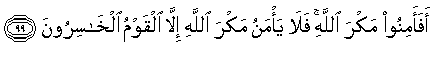 أَفَأَمِنُوا۟ مَكْرَ ٱللَّهِ ۚ فَلَا يَأْمَنُ مَكْرَ ٱللَّهِ إِلَّا ٱلْقَوْمُ ٱلْخَـٰسِرُونَ ﴿٩٩﴾